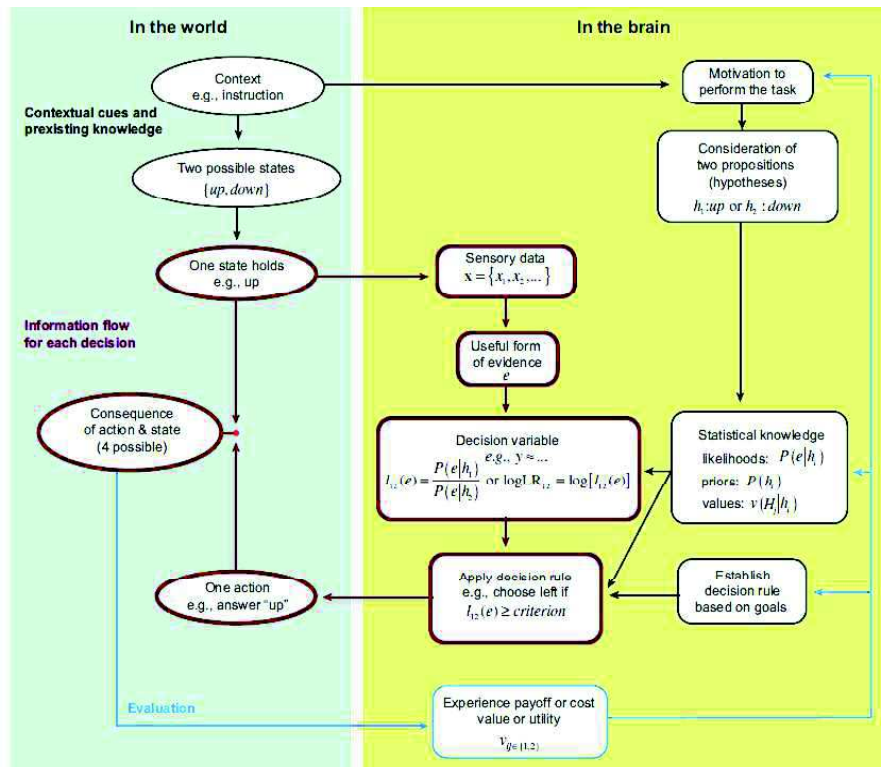 In the world
In the brain
Context
e.g., instruction
Motivation to
perform the task
Contextual cues and
prexisting knowledge
Two possible states
{up, down}
Consideration of
two propositions
(hypotheses)
h₁:up or h₂:down
One state holds
e.g., up
Sensory data
x = {x₁, x₂,...}
Information flow
for each decision
Useful form
of evidence
e
Consequence
of action & state
(4 possible)
Decision variable
e.g., y ≈ ...
l₁₂(e) = P(e|h₁) / P(e|h₂) or logLR₁₂ = log[l₁₂(e)]
Statistical knowledge
likelihoods: P(e|hᵢ)
priors: P(hᵢ)
values: v(Hⱼ|hᵢ)
One action
e.g., answer "up"
Apply decision rule
e.g., choose left if
l₁₂(e) ≥ criterion
Establish
decision rule
based on goals
Evaluation
Experience payoff or cost
value or utility
v ij∈{1,2}